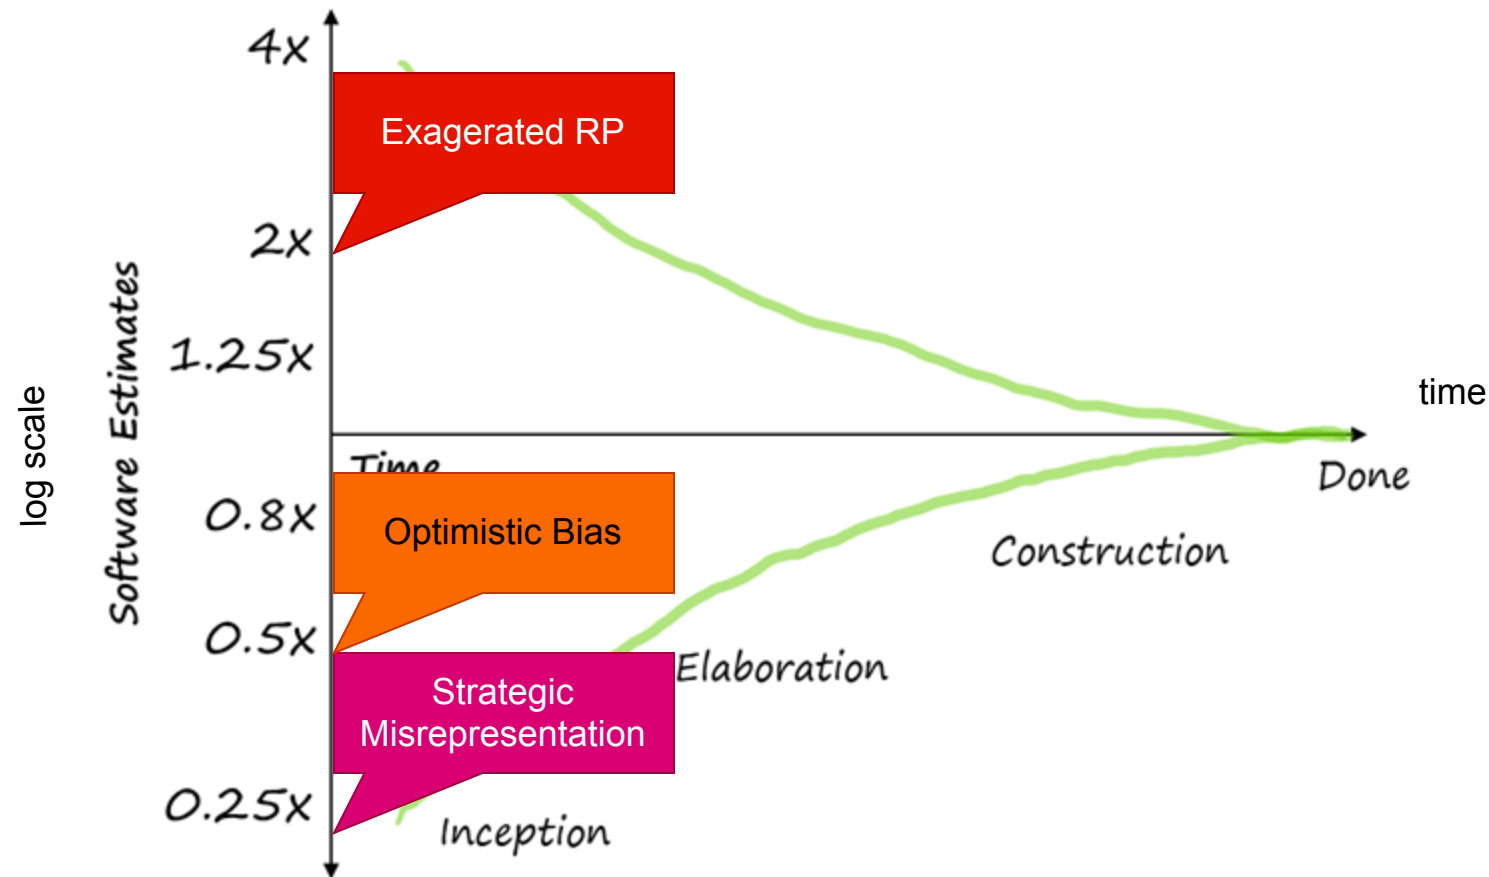 4x
Exagerated RP
2x
1.25x
Software Estimates
log scale
time
Time
Done
0.8x
Optimistic Bias
Construction
0.5x
Elaboration
Strategic
Misrepresentation
0.25x
Inception